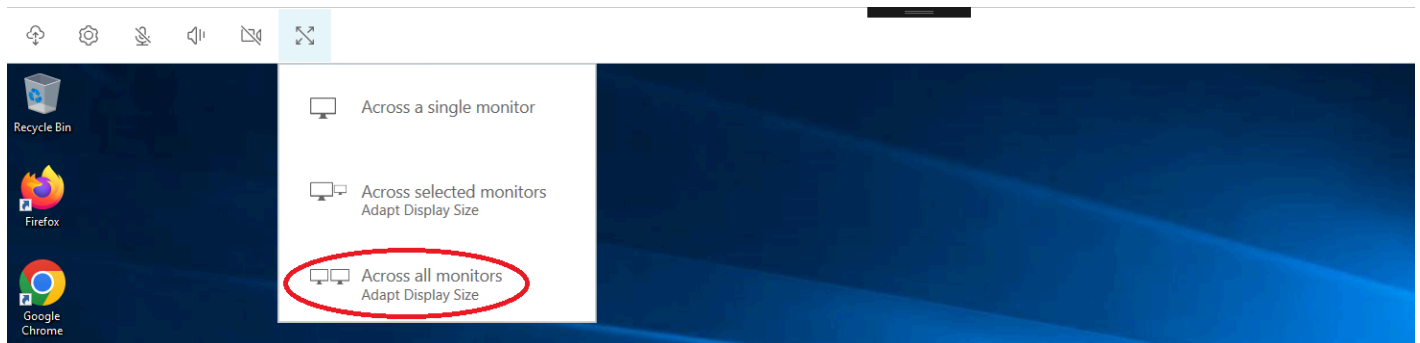 Recycle Bin
Firefox
Google
Chrome
Across a single monitor
Across selected monitors
Adapt Display Size
Across all monitors
Adapt Display Size